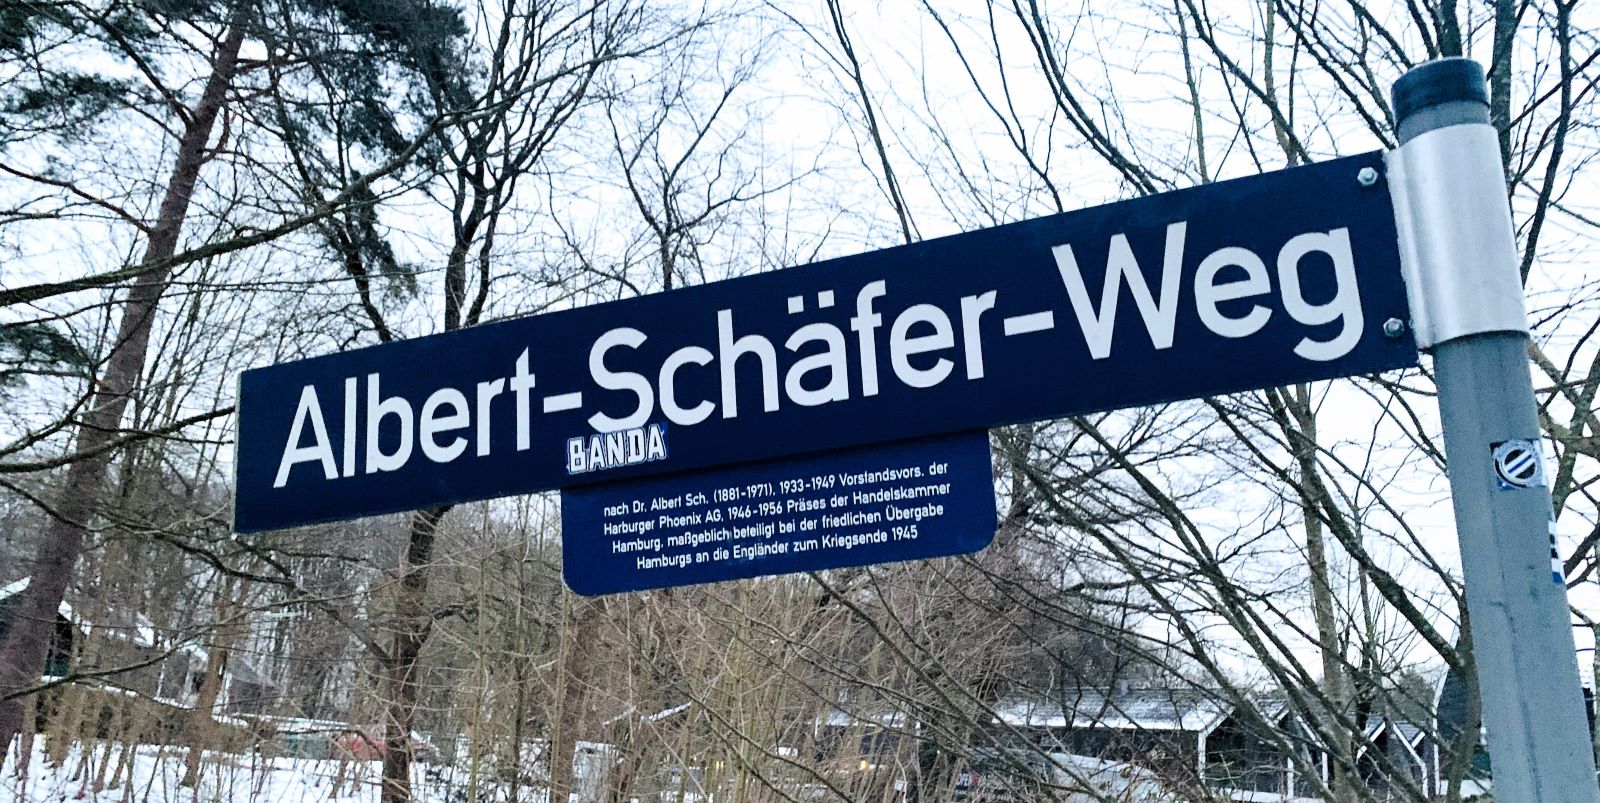 Albert-Schäfer-Weg
BANDA
nach Dr. Albert Sch. (1881-1971), 1933-1949 Vorstandsvors. der
Harburger Phoenix AG, 1946-1956 Präses der Handelskammer
Hamburg, maßgeblich beteiligt bei der friedlichen Übergabe
Hamburgs an die Engländer zum Kriegsende 1945